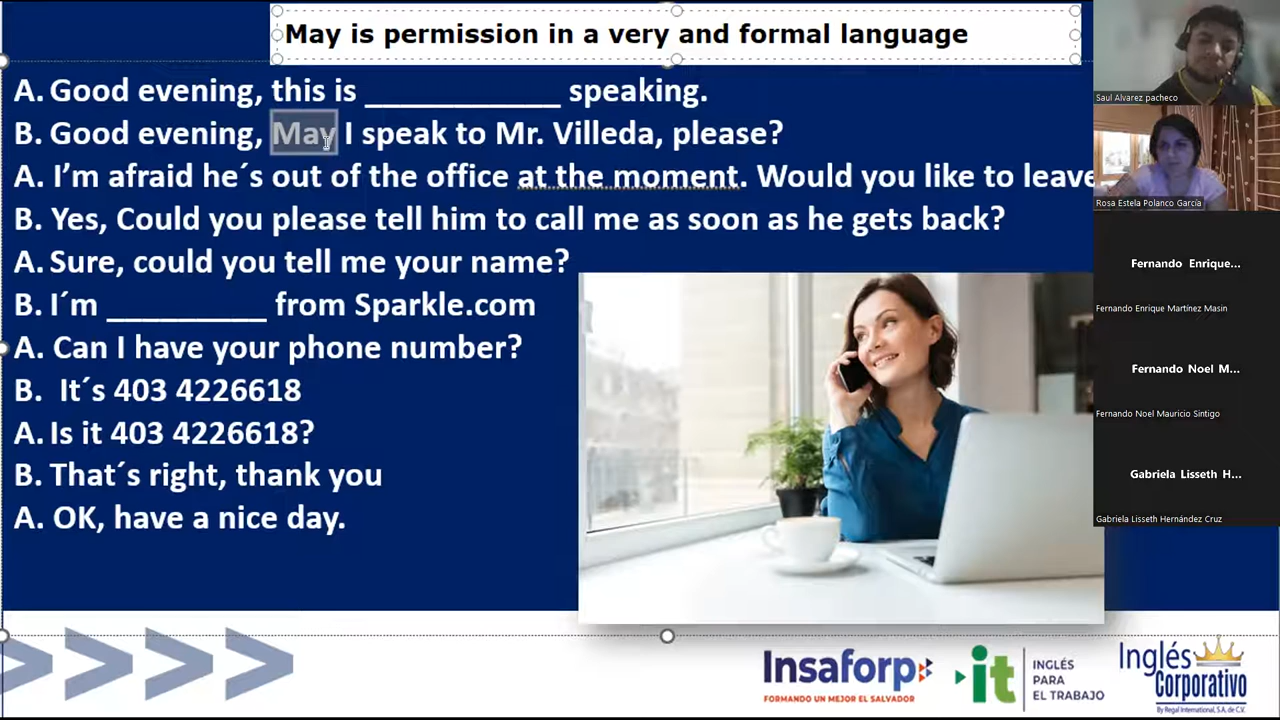 May is permission in a very and formal language
A. Good evening, this is ___________ speaking.
B. Good evening, May I speak to Mr. Villeda, please?
A. I’m afraid he´s out of the office at the moment. Would you like to leave
B. Yes, Could you please tell him to call me as soon as he gets back?
A. Sure, could you tell me your name?
B. I´m _________ from Sparkle.com
A. Can I have your phone number?
B. It´s 403 4226618
A. Is it 403 4226618?
B. That´s right, thank you
A. OK, have a nice day.
Saul Alvarez pacheco
Rosa Estela Polanco García
Fernando Enrique...
Fernando Enrique Martínez Masin
Fernando Noel M...
Fernando Noel Mauricio Sintigo
Gabriela Lisseth H...
Gabriela Lisseth Hernández Cruz
Insaforp
FORMANDO UN MEJOR EL SALVADOR
it
INGLÉS
PARA
EL TRABAJO
Inglés
Corporativo
By Regal International, S.A. de C.V.